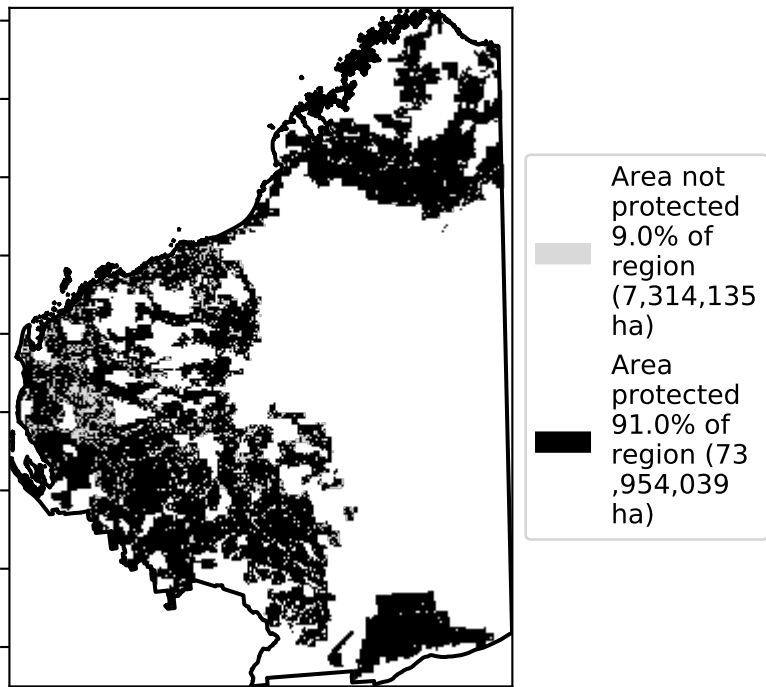 Area not
protected
9.0% of
region
(7,314,135
ha)
Area
protected
91.0% of
region (73
,954,039
ha)